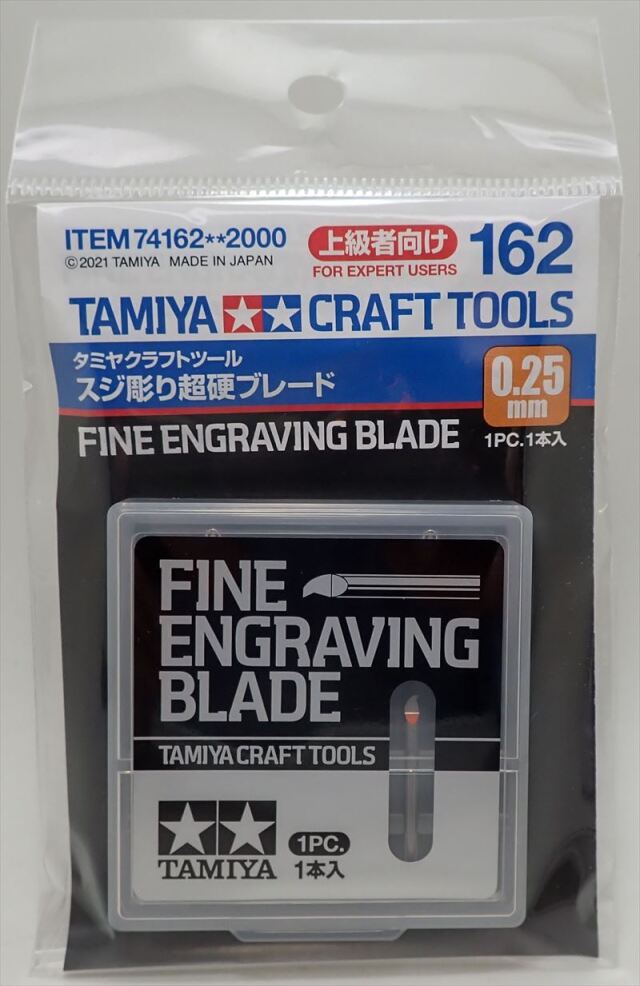 ITEM 74162**2000
©2021 TAMIYA MADE IN JAPAN
上級者向け
FOR EXPERT USERS
162
TAMIYA CRAFT TOOLS
タミヤクラフトツール
スジ彫り超硬ブレード
0.25
mm
FINE ENGRAVING BLADE
1PC.1本入
FINE
ENGRAVING
BLADE
TAMIYA CRAFT TOOLS
TAMIYA
1PC.
1本入